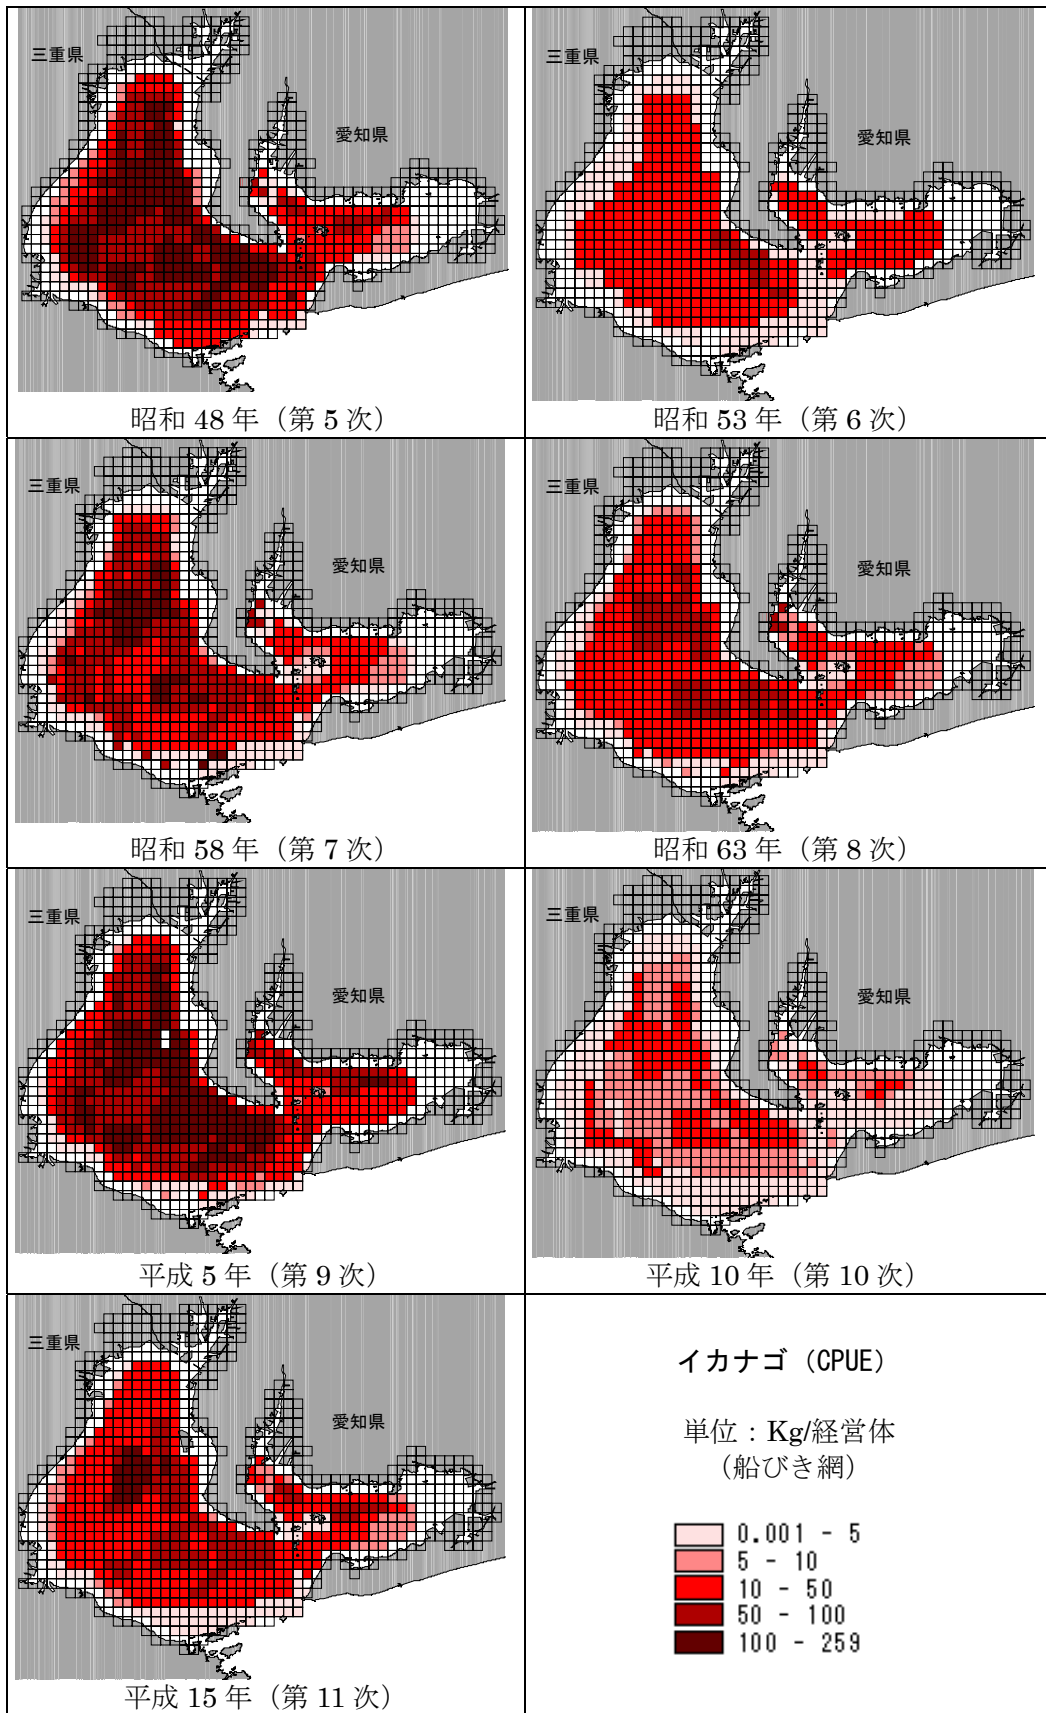 三重県
愛知県
昭和 48 年（第 5 次）
三重県
愛知県
昭和 53 年（第 6 次）
三重県
愛知県
昭和 58 年（第 7 次）
三重県
愛知県
昭和 63 年（第 8 次）
三重県
愛知県
平成 5 年（第 9 次）
三重県
愛知県
平成 10 年（第 10 次）
三重県
愛知県
平成 15 年（第 11 次）
イカナゴ（CPUE）
単位：Kg/経営体
（船びき網）
0.001 - 5
5 - 10
10 - 50
50 - 100
100 - 259